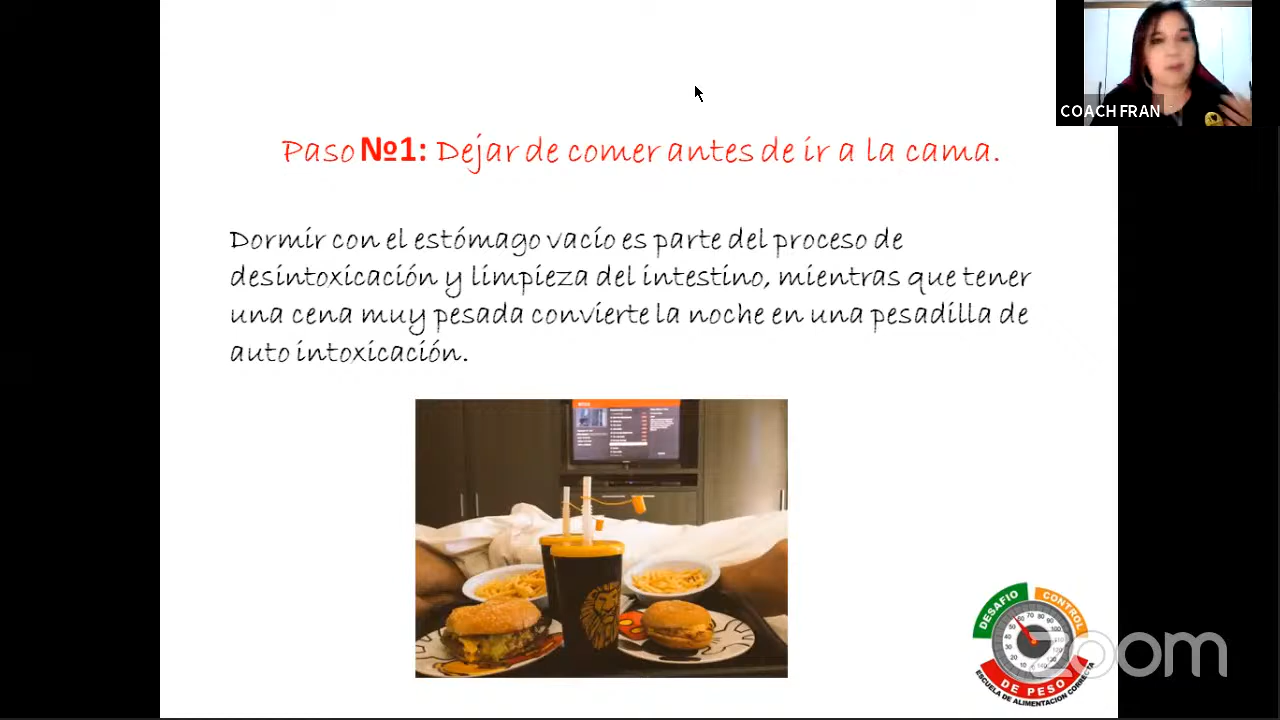 COACH FRAN
Paso Nº1: Dejar de comer antes de ir a la cama.
Dormir con el estómago vacío es parte del proceso de
desintoxicación y limpieza del intestino, mientras que tener
una cena muy pesada convierte la noche en una pesadilla de
auto intoxicación.
DESAFIO
CONTROL
DE PESO
ESCUELA DE ALIMENTACION CORRECTA
zoom